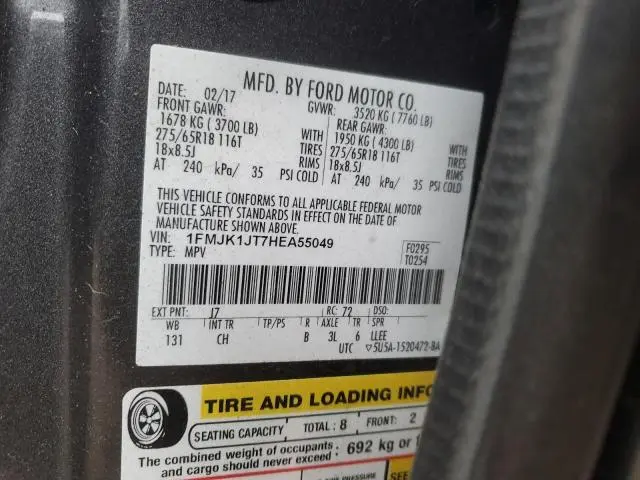 MFD. BY FORD MOTOR CO.
DATE: 02/17 GVWR: 3520 KG ( 7760 LB)
FRONT GAWR: REAR GAWR:
1678 KG ( 3700 LB) WITH 1950 KG ( 4300 LB) WITH
275/65R18 116T TIRES 275/65R18 116T TIRES
18x8.5J RIMS 18x8.5J RIMS
AT 240 kPa/ 35 PSI COLD AT 240 kPa/ 35 PSI COLD
THIS VEHICLE CONFORMS TO ALL APPLICABLE FEDERAL MOTOR
VEHICLE SAFETY STANDARDS IN EFFECT ON THE DATE OF
MANUFACTURE SHOWN ABOVE.
VIN: 1FMJK1JT7HEA55049 F0295
TYPE: MPV T0254
EXT PNT: J7 RC: 72 DSO:
WB INT TR TP/PS R AXLE TR SPR
131 CH B 3L 6 LLEE
UTC ▽5U5A-1520472-BA
TIRE AND LOADING
SEATING CAPACITY TOTAL: 8 FRONT: 2
The combined weight of occupants 692 kg or
and cargo should never exceed:
SEE